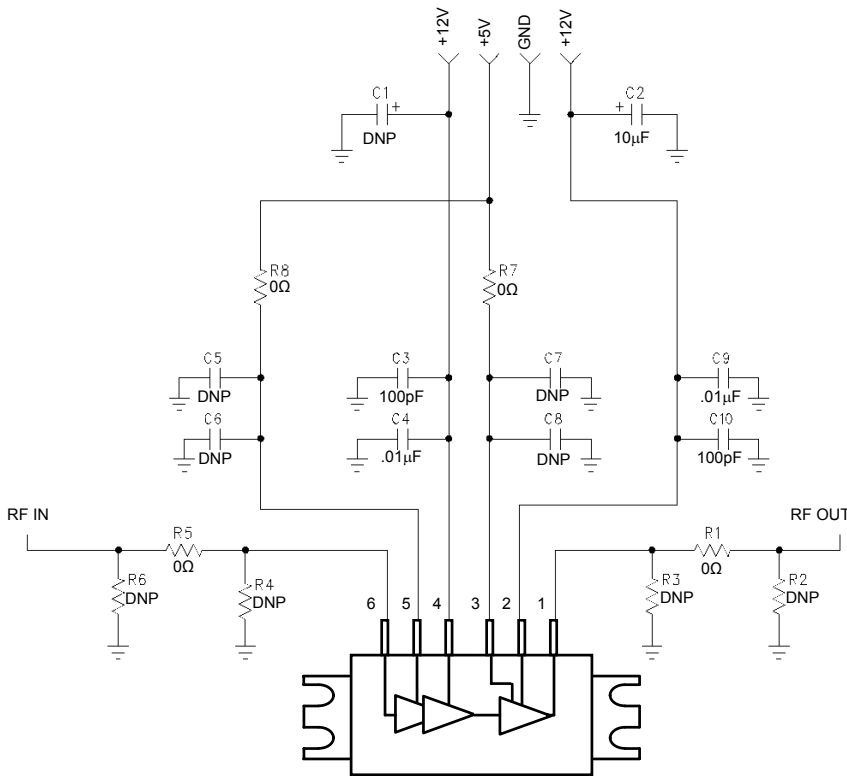 +12V
+5V
GND
+12V
C1
+
DNP
C2
+
10µF
R8
0Ω
R7
0Ω
C5
DNP
C3
100pF
C7
DNP
C9
.01µF
C6
DNP
C4
.01µF
C8
DNP
C10
100pF
RF IN
RF OUT
R5
0Ω
R1
0Ω
R6
DNP
R4
DNP
R3
DNP
R2
DNP
6
5
4
3
2
1